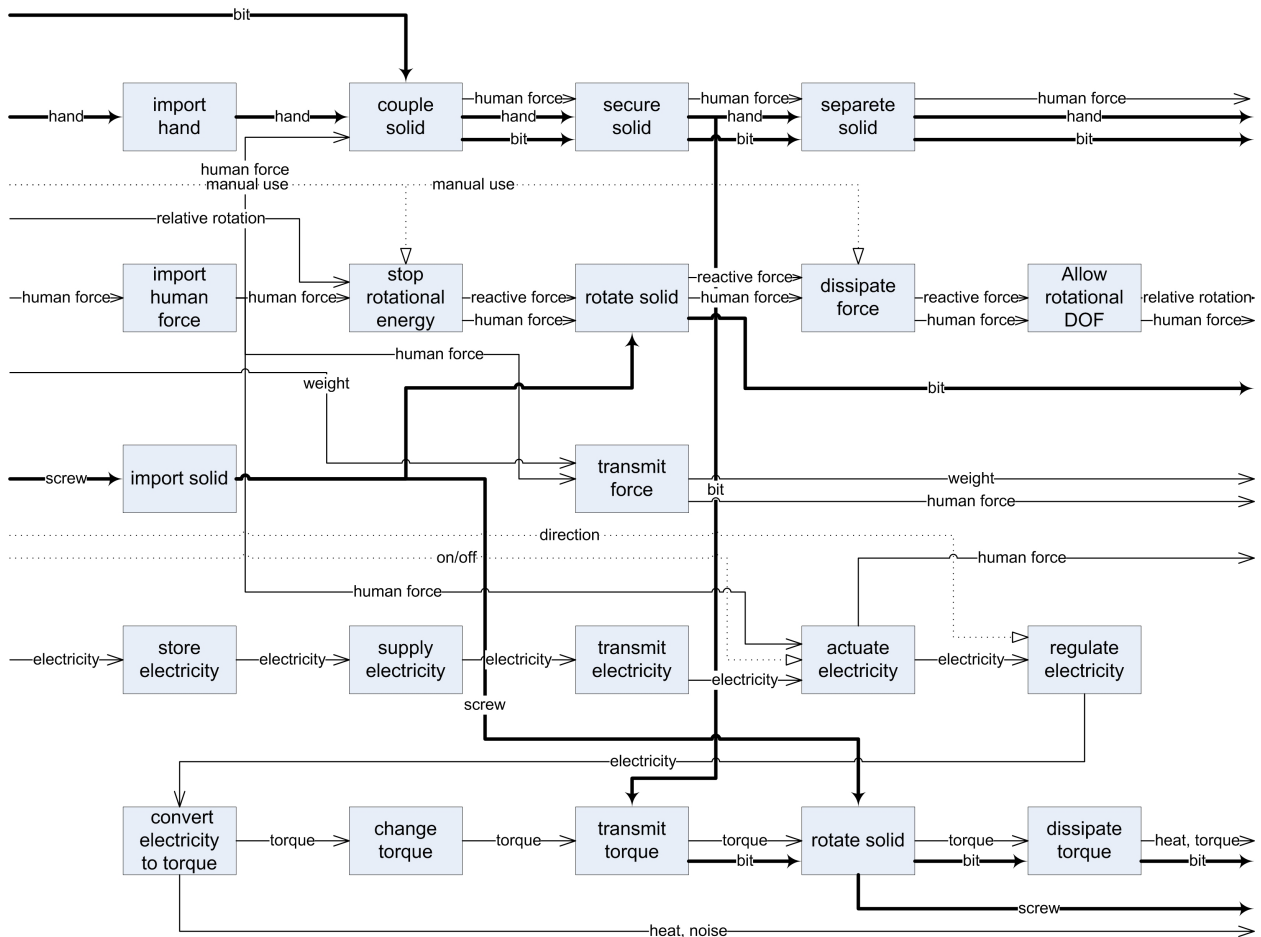 bit
import
hand
couple
solid
secure
solid
separete
solid
hand
hand
human force
hand
bit
human force
hand
bit
human force
hand
bit
human force
manual use
manual use
relative rotation
import
human
force
stop
rotational
energy
rotate solid
dissipate
force
Allow
rotational
DOF
human force
human force
reactive force
human force
reactive force
human force
reactive force
human force
relative rotation
human force
human force
weight
bit
screw
import solid
transmit
force
bit
weight
human force
direction
on/off
human force
human force
electricity
store
electricity
electricity
supply
electricity
electricity
transmit
electricity
electricity
actuate
electricity
electricity
regulate
electricity
screw
electricity
convert
electricity
to torque
torque
change
torque
torque
transmit
torque
torque
bit
rotate solid
torque
bit
dissipate
torque
heat, torque
bit
screw
heat, noise